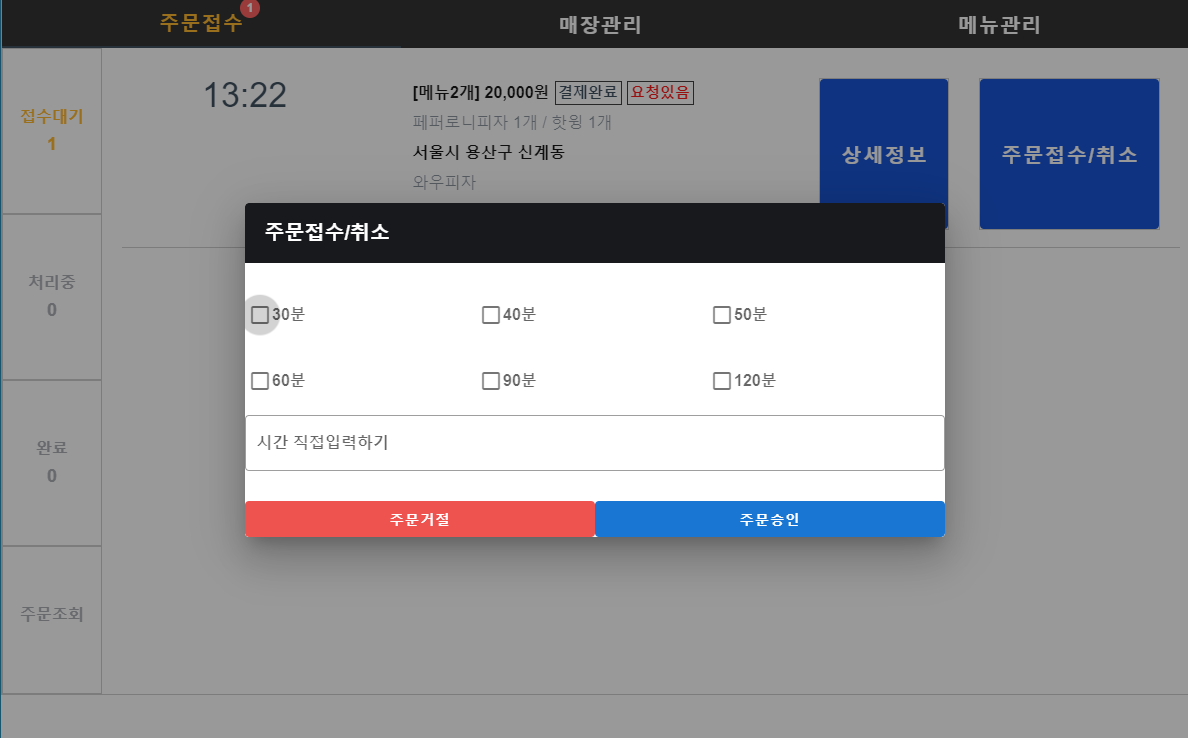 주문접수 1
매장관리
메뉴관리
접수대기
1
처리중
0
완료
0
주문조회
13:22
[메뉴2개] 20,000원 결제완료 요청있음
페퍼로니피자 1개 / 핫윙 1개
서울시 용산구 신계동
와우피자
상세정보
주문접수/취소
주문접수/취소
30분 40분 50분
60분 90분 120분
시간 직접입력하기
주문거절 주문승인